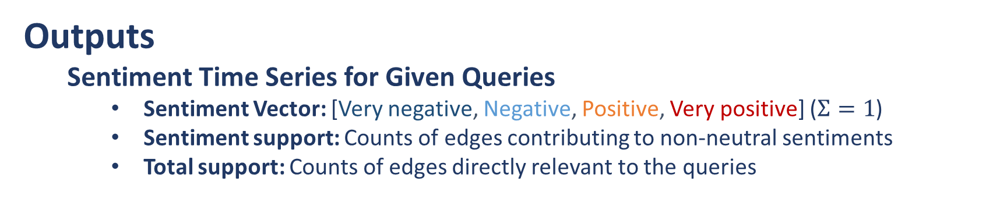 Outputs
Sentiment Time Series for Given Queries
• Sentiment Vector: [Very negative, Negative, Positive, Very positive] (Σ = 1)
• Sentiment support: Counts of edges contributing to non-neutral sentiments
• Total support: Counts of edges directly relevant to the queries